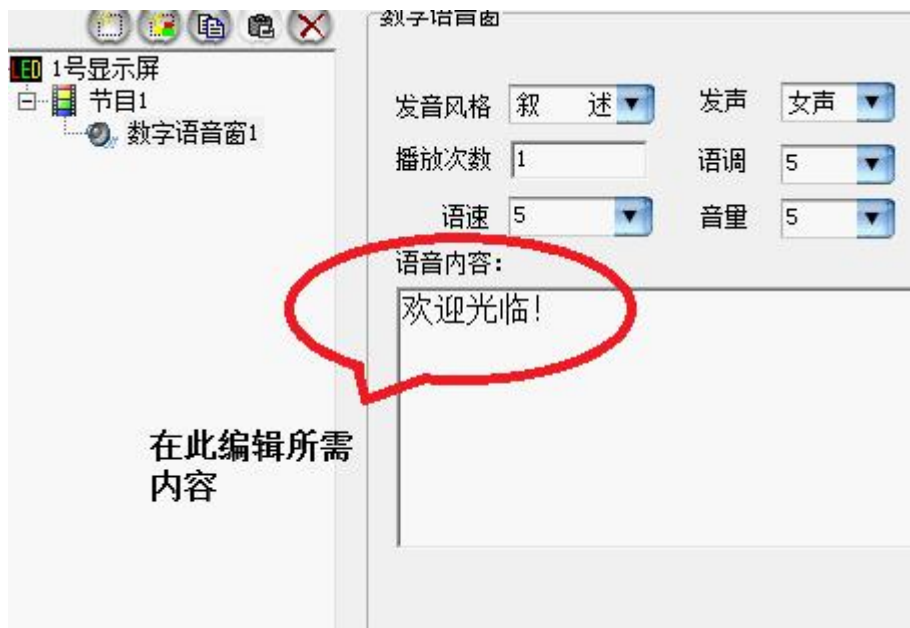 数字语音窗
LED 1号显示屏
节目1
数字语音窗1
发音风格 叙 述 发声 女声
播放次数 1 语调 5
语速 5 音量 5
语音内容：
欢迎光临!
在此编辑所需
内容